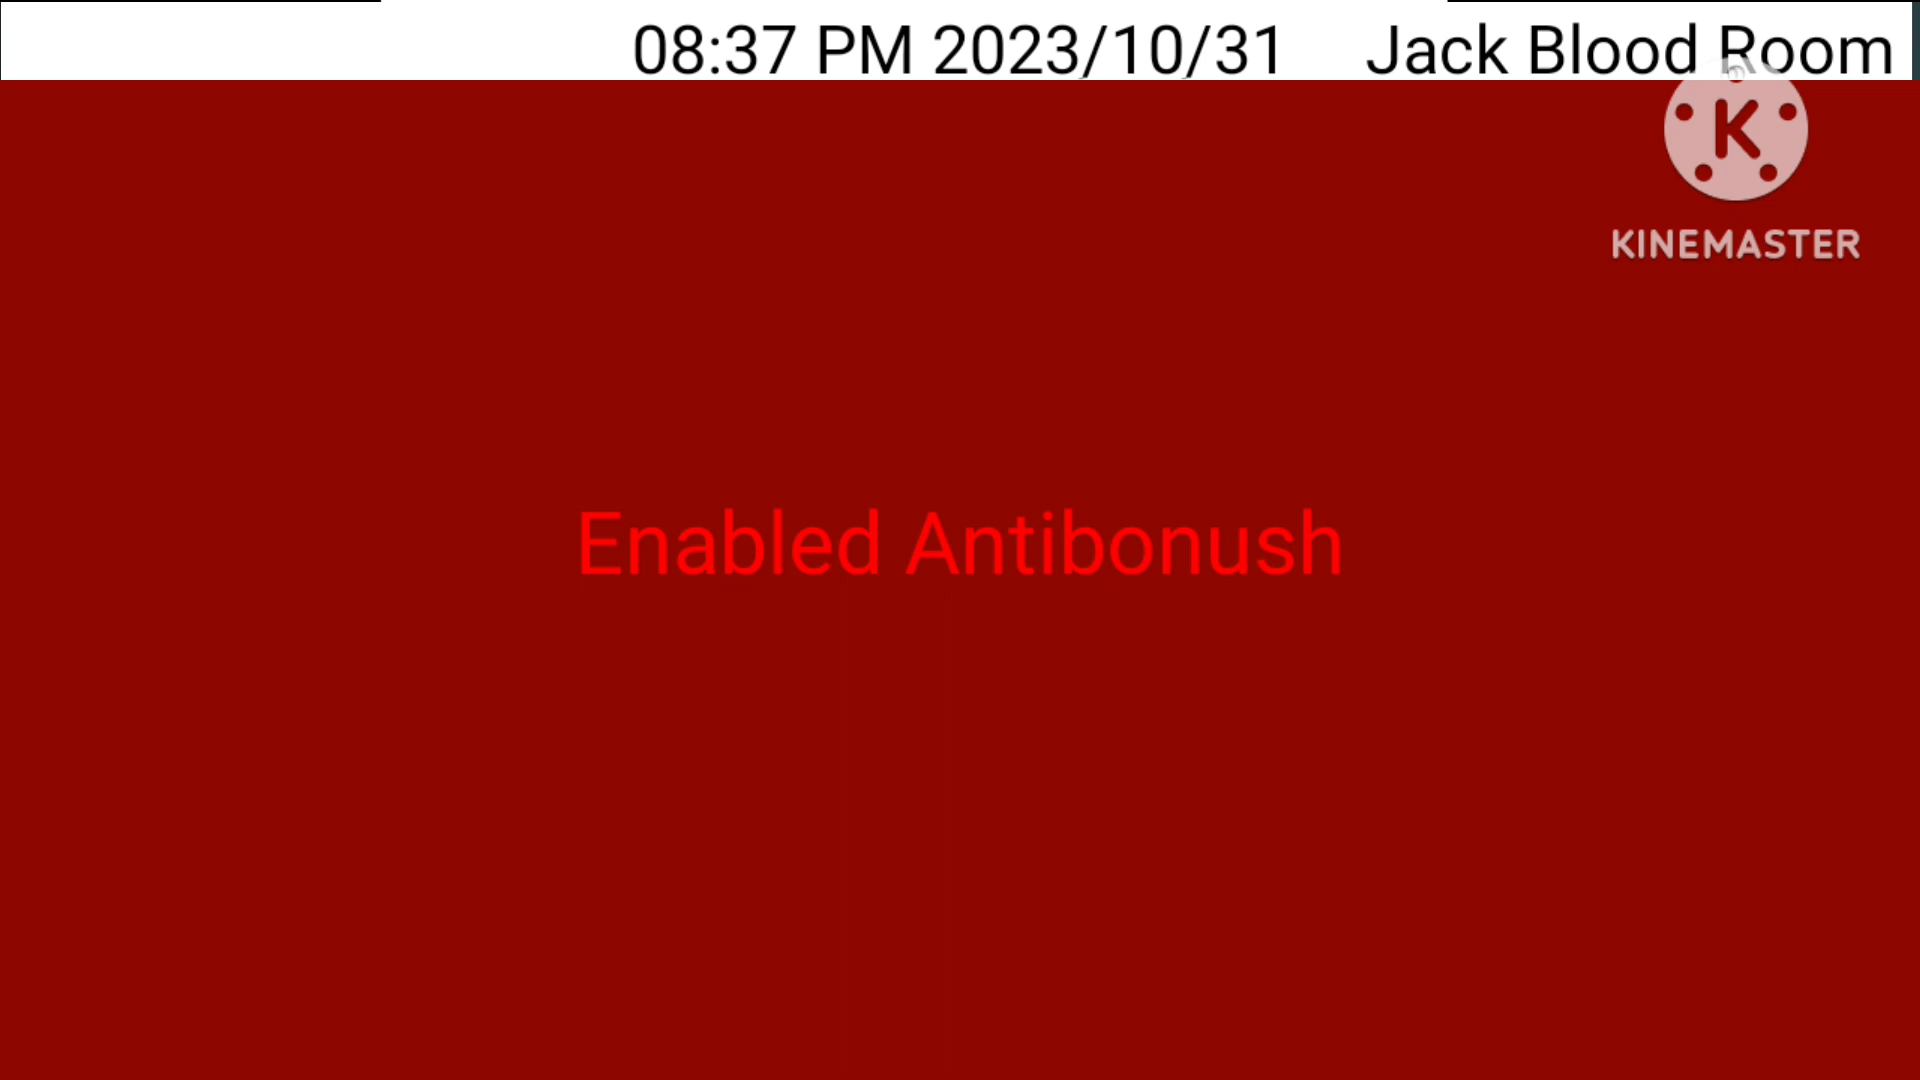 08:37 PM 2023/10/31 Jack Blood Room
K
KINEMASTER
Enabled Antibonush